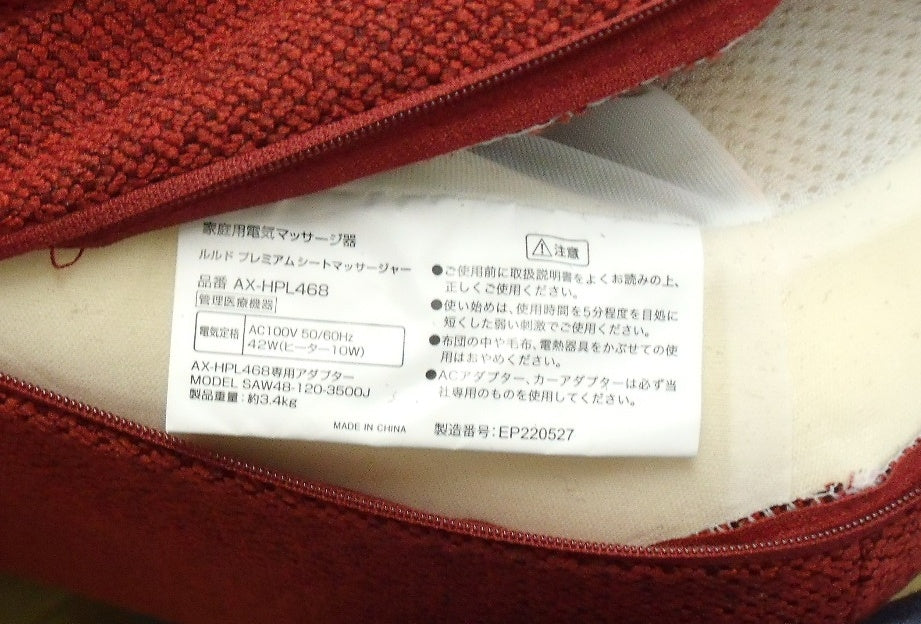 家庭用電気マッサージ器
ルルド プレミアムシートマッサージャー
品番 AX-HPL468
管理医療機器
電気定格
AC100V 50/60Hz
42W(ヒーター10W)
AX-HPL468専用アダプター
MODEL SAW48-120-3500J
製品重量:約3.4kg
MADE IN CHINA
注意
●ご使用前に取扱説明書をよくお読みの上、
正しくご使用ください。
●使い始めは、使用時間を5分程度を目処に
短くした弱い刺激でご使用ください。
●布団の中や毛布、電熱器具をかぶせての使
用はおやめください。
●ACアダプター、カーアダプターは必ず当
社専用のものを使用してください。
製造番号:EP220527